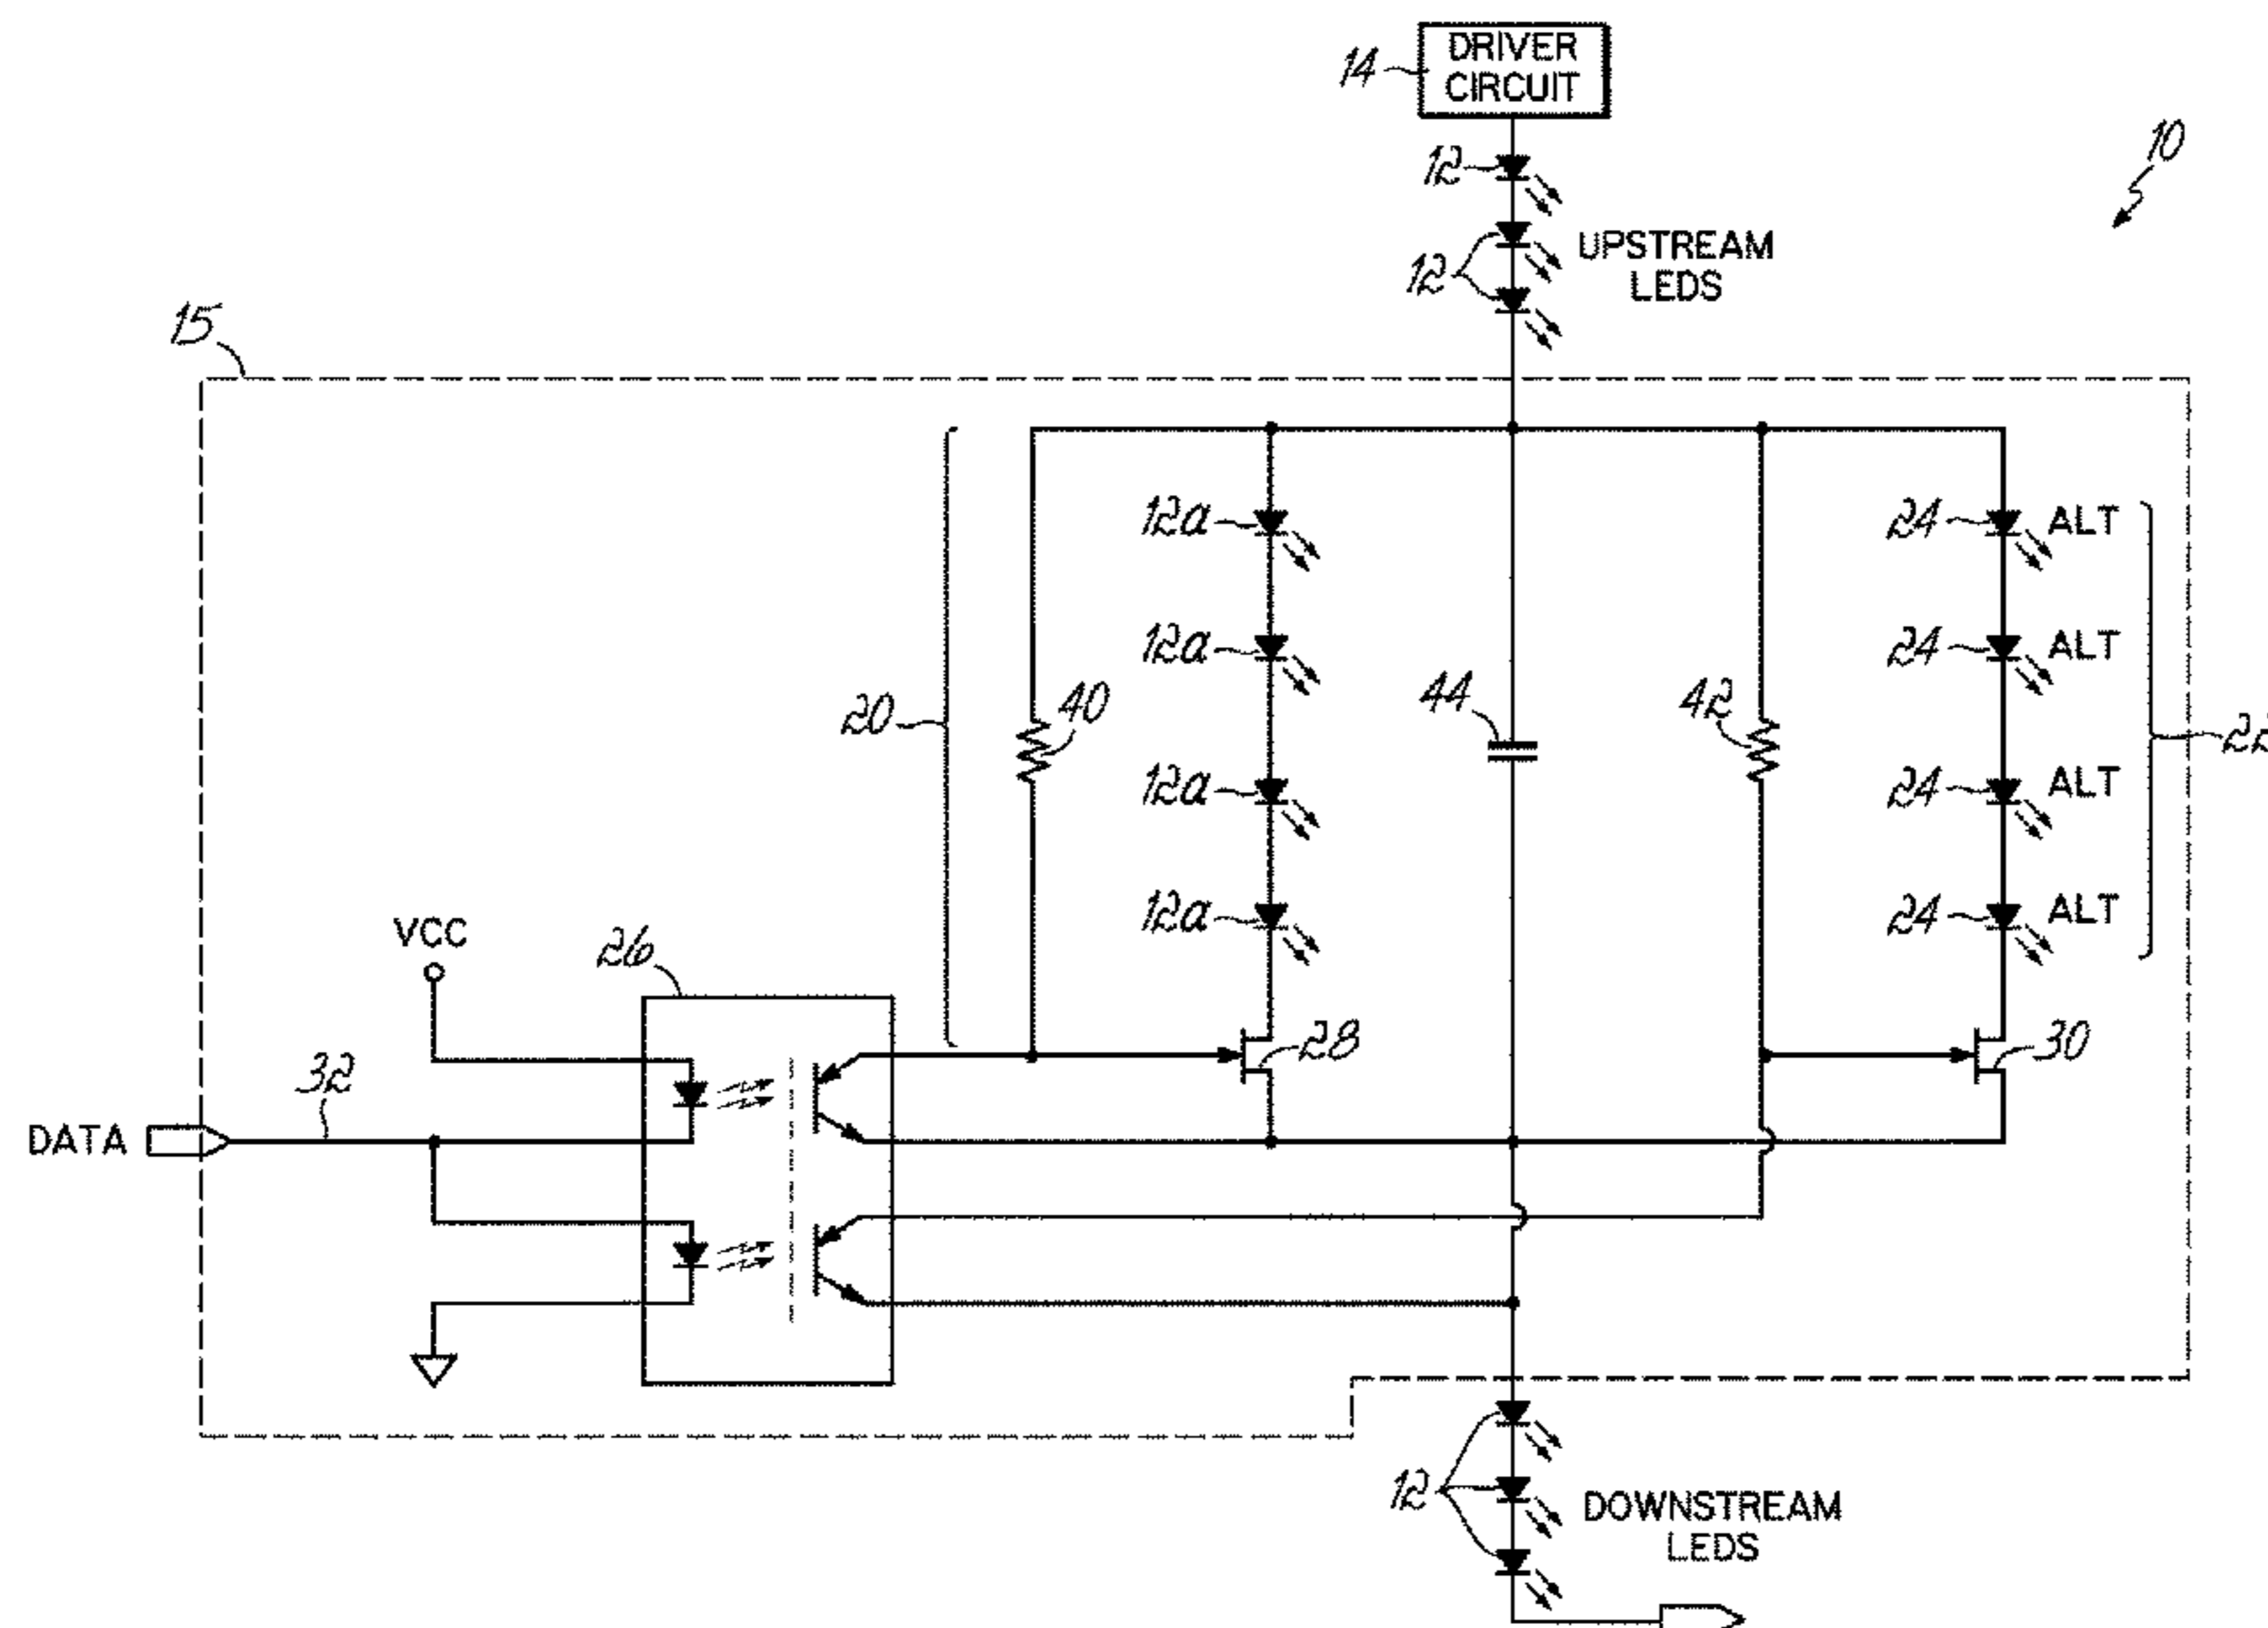 DRIVER
CIRCUIT
14
10
12
12
UPSTREAM
LEDS
15
12a
24 ALT
12a
24 ALT
20
40
44
42
22
12a
24 ALT
12a
24 ALT
VCC
26
28
30
32
DATA
12
DOWNSTREAM
LEDS